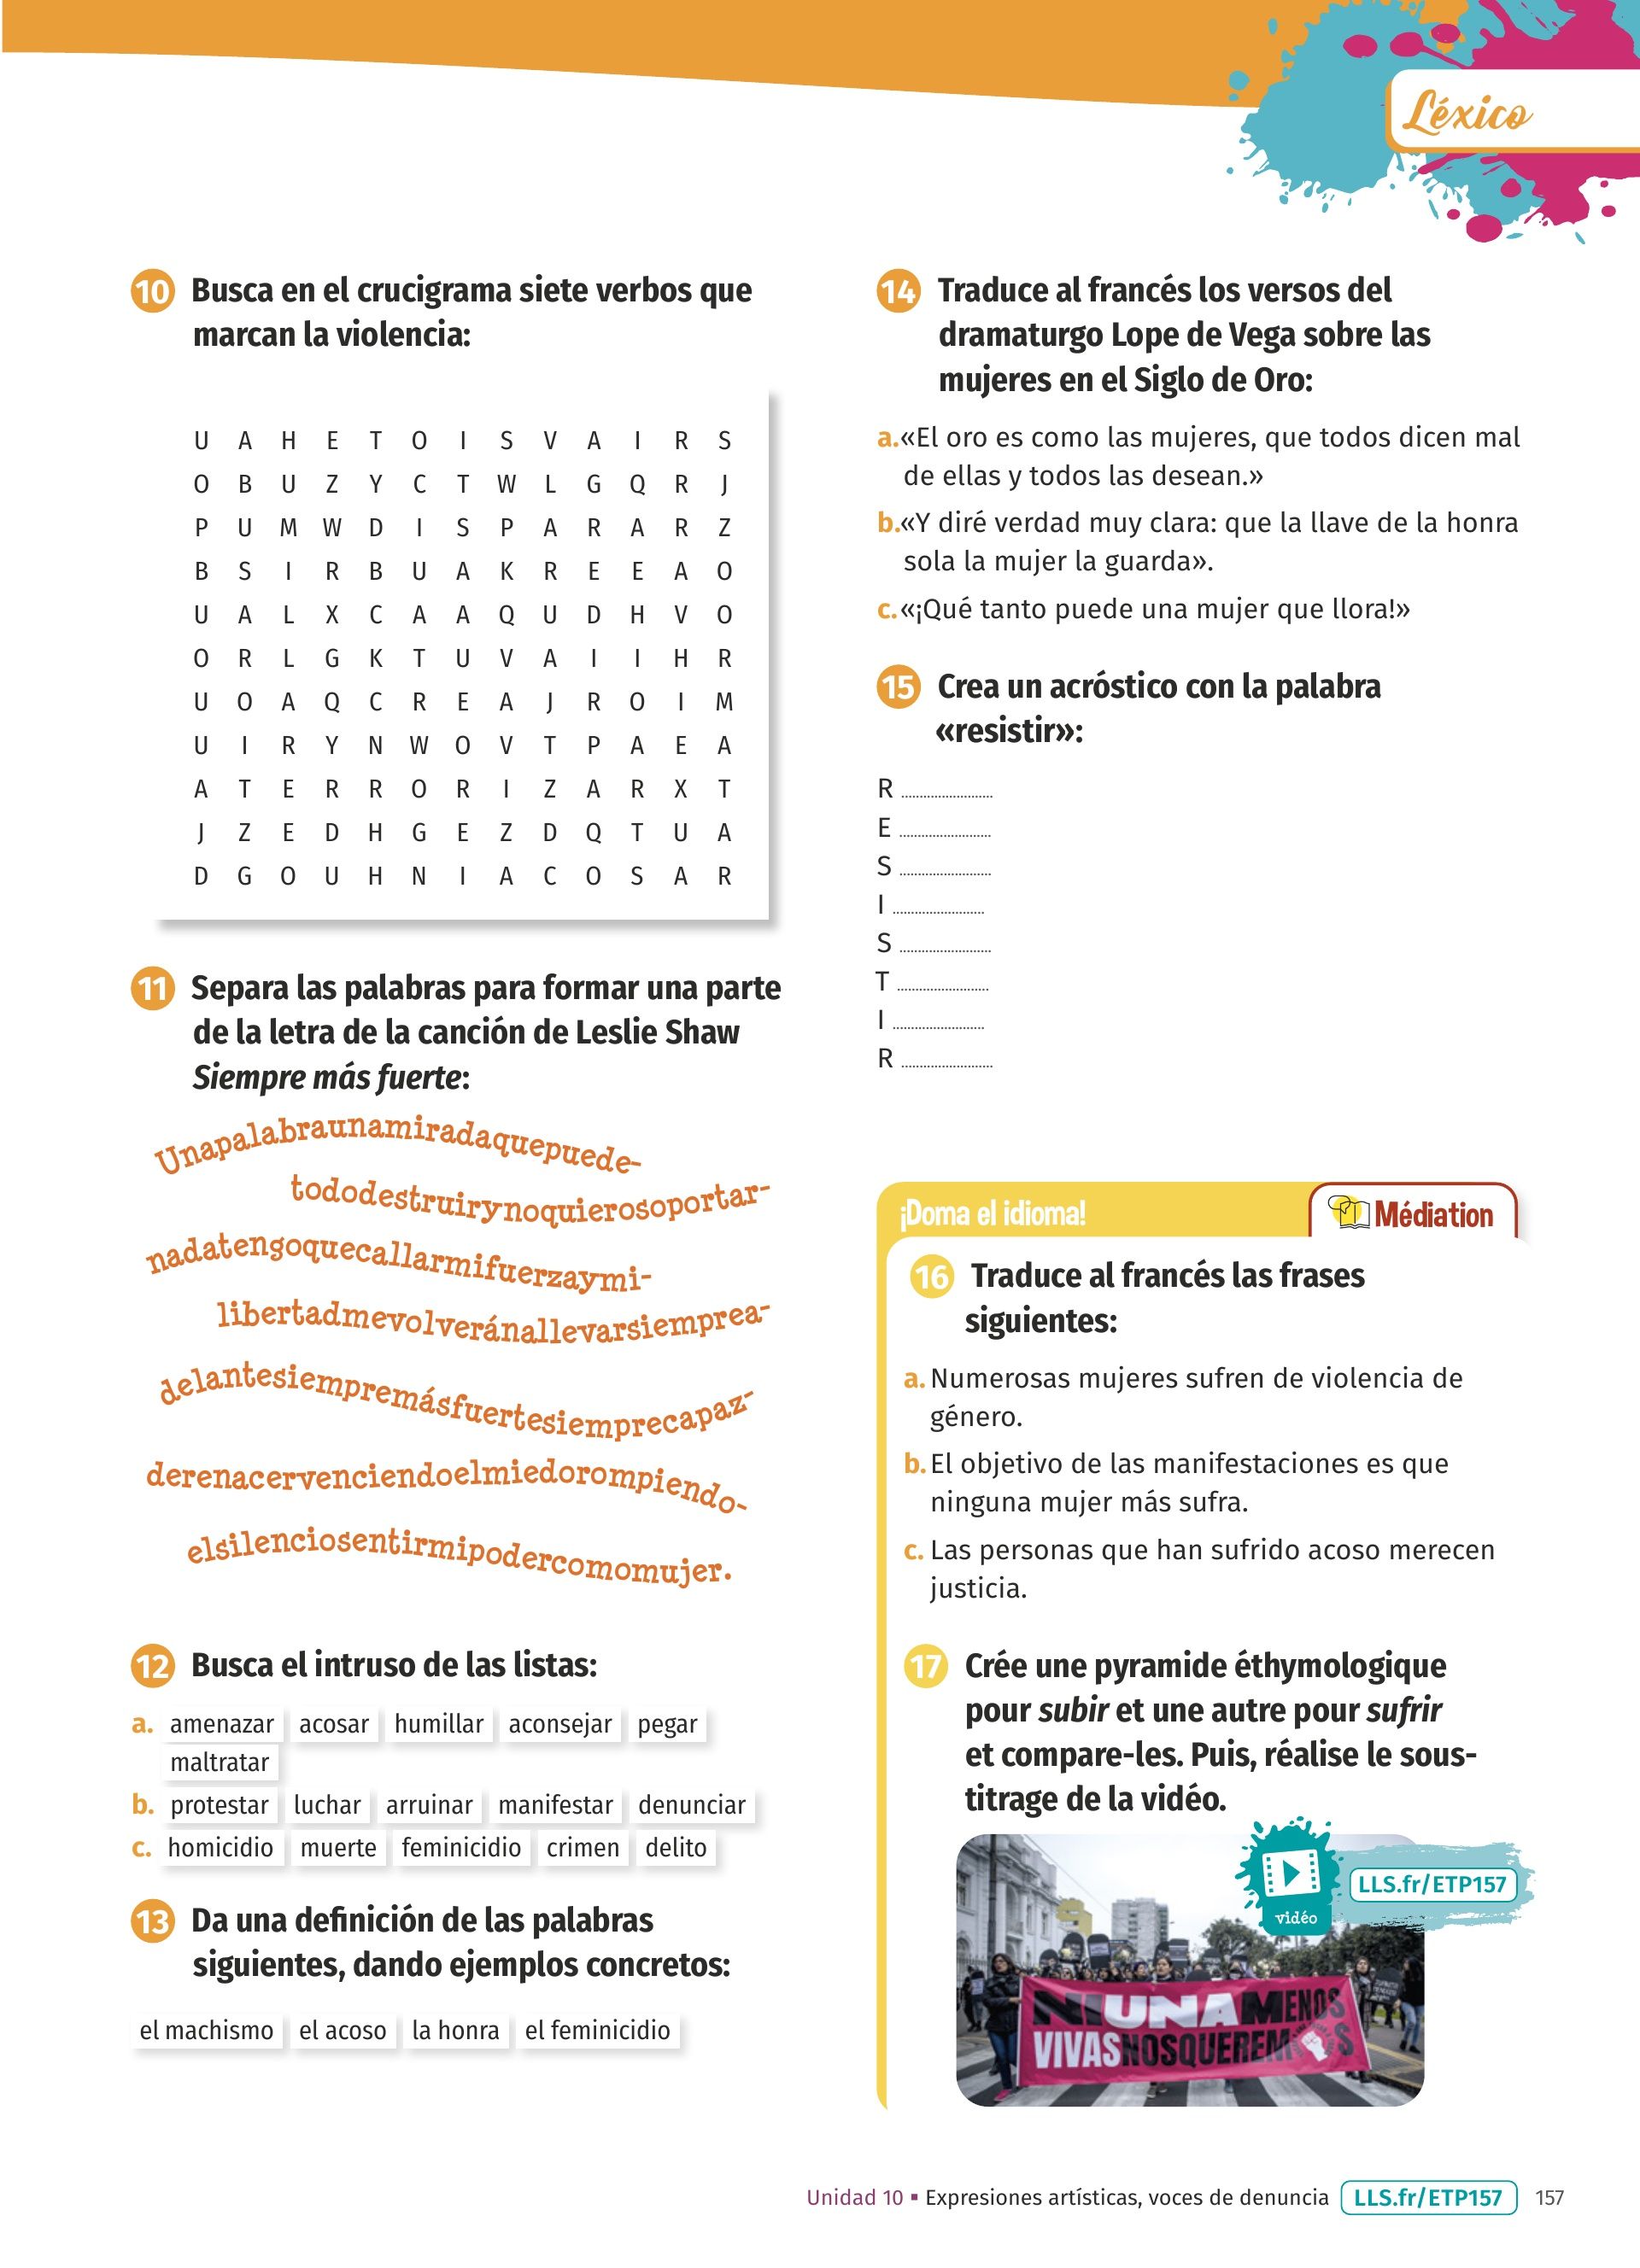 Léxico
10 Busca en el crucigrama siete verbos que
marcan la violencia:
U A H E T O I S V A I R S
O B U Z Y C T W L G Q R J
P U M W D I S P A R A R Z
B S I R B U A K R E E A O
U A L X C A A Q U D H V O
O R L G K T U V A I I H R
U O A Q C R E A J R O I M
U I R Y N W O V T P A E A
A T E R R O R I Z A R X T
J Z E D H G E Z D Q T U A
D G O U H N I A C O S A R
11 Separa las palabras para formar una parte
de la letra de la canción de Leslie Shaw
Siempre más fuerte:
Unapalabraunamiradaquepuede-
tododestruirynoquierosoportar-
nadatengoquecallarmifuerzaymi-
libertadmevolveránallevarsiemprea-
delantesiempremásfuertesiemprecapaz-
derenacervenciendoelmiedorompiendo-
elsilenciosentirmipodercomomujer.
12 Busca el intruso de las listas:
a. amenazar acosar humillar aconsejar pegar
maltratar
b. protestar luchar arruinar manifestar denunciar
c. homicidio muerte feminicidio crimen delito
13 Da una definición de las palabras
siguientes, dando ejemplos concretos:
el machismo el acoso la honra el feminicidio
14 Traduce al francés los versos del
dramaturgo Lope de Vega sobre las
mujeres en el Siglo de Oro:
a. «El oro es como las mujeres, que todos dicen mal
de ellas y todos las desean.»
b. «Y diré verdad muy clara: que la llave de la honra
sola la mujer la guarda».
c. «¡Qué tanto puede una mujer que llora!»
15 Crea un acróstico con la palabra
«resistir»:
R ........................
E ........................
S ........................
I ........................
S ........................
T ........................
I ........................
R ........................
¡Doma el idioma!
Médiation
16 Traduce al francés las frases
siguientes:
a. Numerosas mujeres sufren de violencia de
género.
b. El objetivo de las manifestaciones es que
ninguna mujer más sufra.
c. Las personas que han sufrido acoso merecen
justicia.
17 Crée une pyramide éthymologique
pour subir et une autre pour sufrir
et compare-les. Puis, réalise le sous-
titrage de la vidéo.
vidéo
LLS.fr/ETP157
NI UNA MENOS
VIVAS NOS QUEREMOS
Unidad 10 ▪ Expresiones artísticas, voces de denuncia LLS.fr/ETP157 157